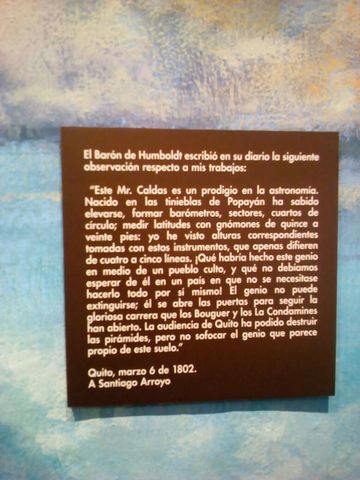 El Barón de Humboldt escribió en su diario la siguiente
observación respecto a mis trabajos:
“Este Mr. Caldas es un prodigio en la astronomía.
Nacido en las tinieblas de Popayán ha sabido
elevarse, formar barómetros, sectores, cuartos de
círculo; medir latitudes con gnómones de quince a
veinte pies: yo he visto alturas correspondientes
tomadas con estos instrumentos, que apenas difieren
de cuatro a cinco líneas. ¡Qué habría hecho este genio
en medio de un pueblo culto, y qué no debíamos
esperar de él en un país en que no se necesitase
hacerlo todo por sí mismo! El genio no puede
extinguirse; él se abre las puertas para seguir la
gloriosa carrera que los Bouguer y los La Condamines
han abierto. La audiencia de Quito ha podido destruir
las pirámides, pero no sofocar el genio que parece
propio de este suelo.”
Quito, marzo 6 de 1802.
A Santiago Arroyo